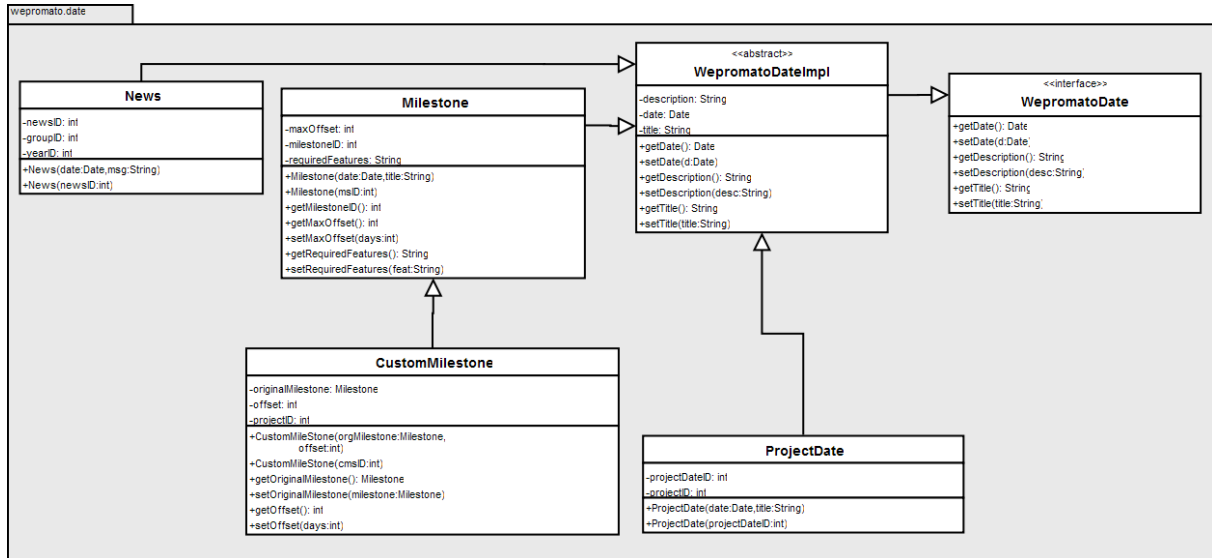 wepromato.date
News
-newsID: int
-groupID: int
-yearID: int
+News(date:Date,msg:String)
+News(newsID:int)
Milestone
-maxOffset: int
-milestoneID: int
-requiredFeatures: String
+Milestone(date:Date,title:String)
+Milestone(msID:int)
+getMilestoneID(): int
+getMaxOffset(): int
+setMaxOffset(days:int)
+getRequiredFeatures(): String
+setRequiredFeatures(feat:String)
<<abstract>>
WepromatoDateImpl
-description: String
-date: Date
-title: String
+getDate(): Date
+setDate(d:Date)
+getDescription(): String
+setDescription(desc:String)
+getTitle(): String
+setTitle(title:String)
<<interface>>
WepromatoDate
+getDate(): Date
+setDate(d:Date)
+getDescription(): String
+setDescription(desc:String)
+getTitle(): String
+setTitle(title:String)
CustomMilestone
-originalMilestone: Milestone
-offset: int
-projectID: int
+CustomMileStone(orgMilestone:Milestone,
offset:int)
+CustomMileStone(cmsID:int)
+getOriginalMilestone(): Milestone
+setOriginalMilestone(milestone:Milestone)
+getOffset(): int
+setOffset(days:int)
ProjectDate
-projectDateID: int
-projectID: int
+ProjectDate(date:Date,title:String)
+ProjectDate(projectDateID:int)